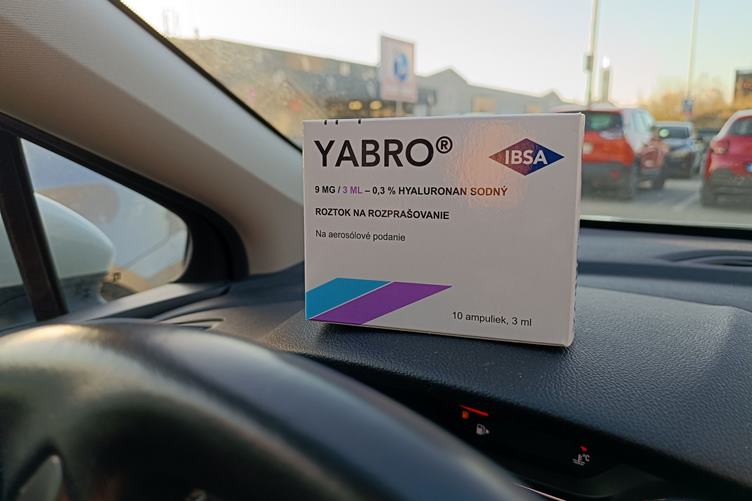 YABRO®
IBSA
9 MG / 3 ML – 0,3 % HYALURONAN SODNÝ
ROZTOK NA ROZPRAŠOVANIE
Na aerosólové podanie
10 ampuliek, 3 ml
°C